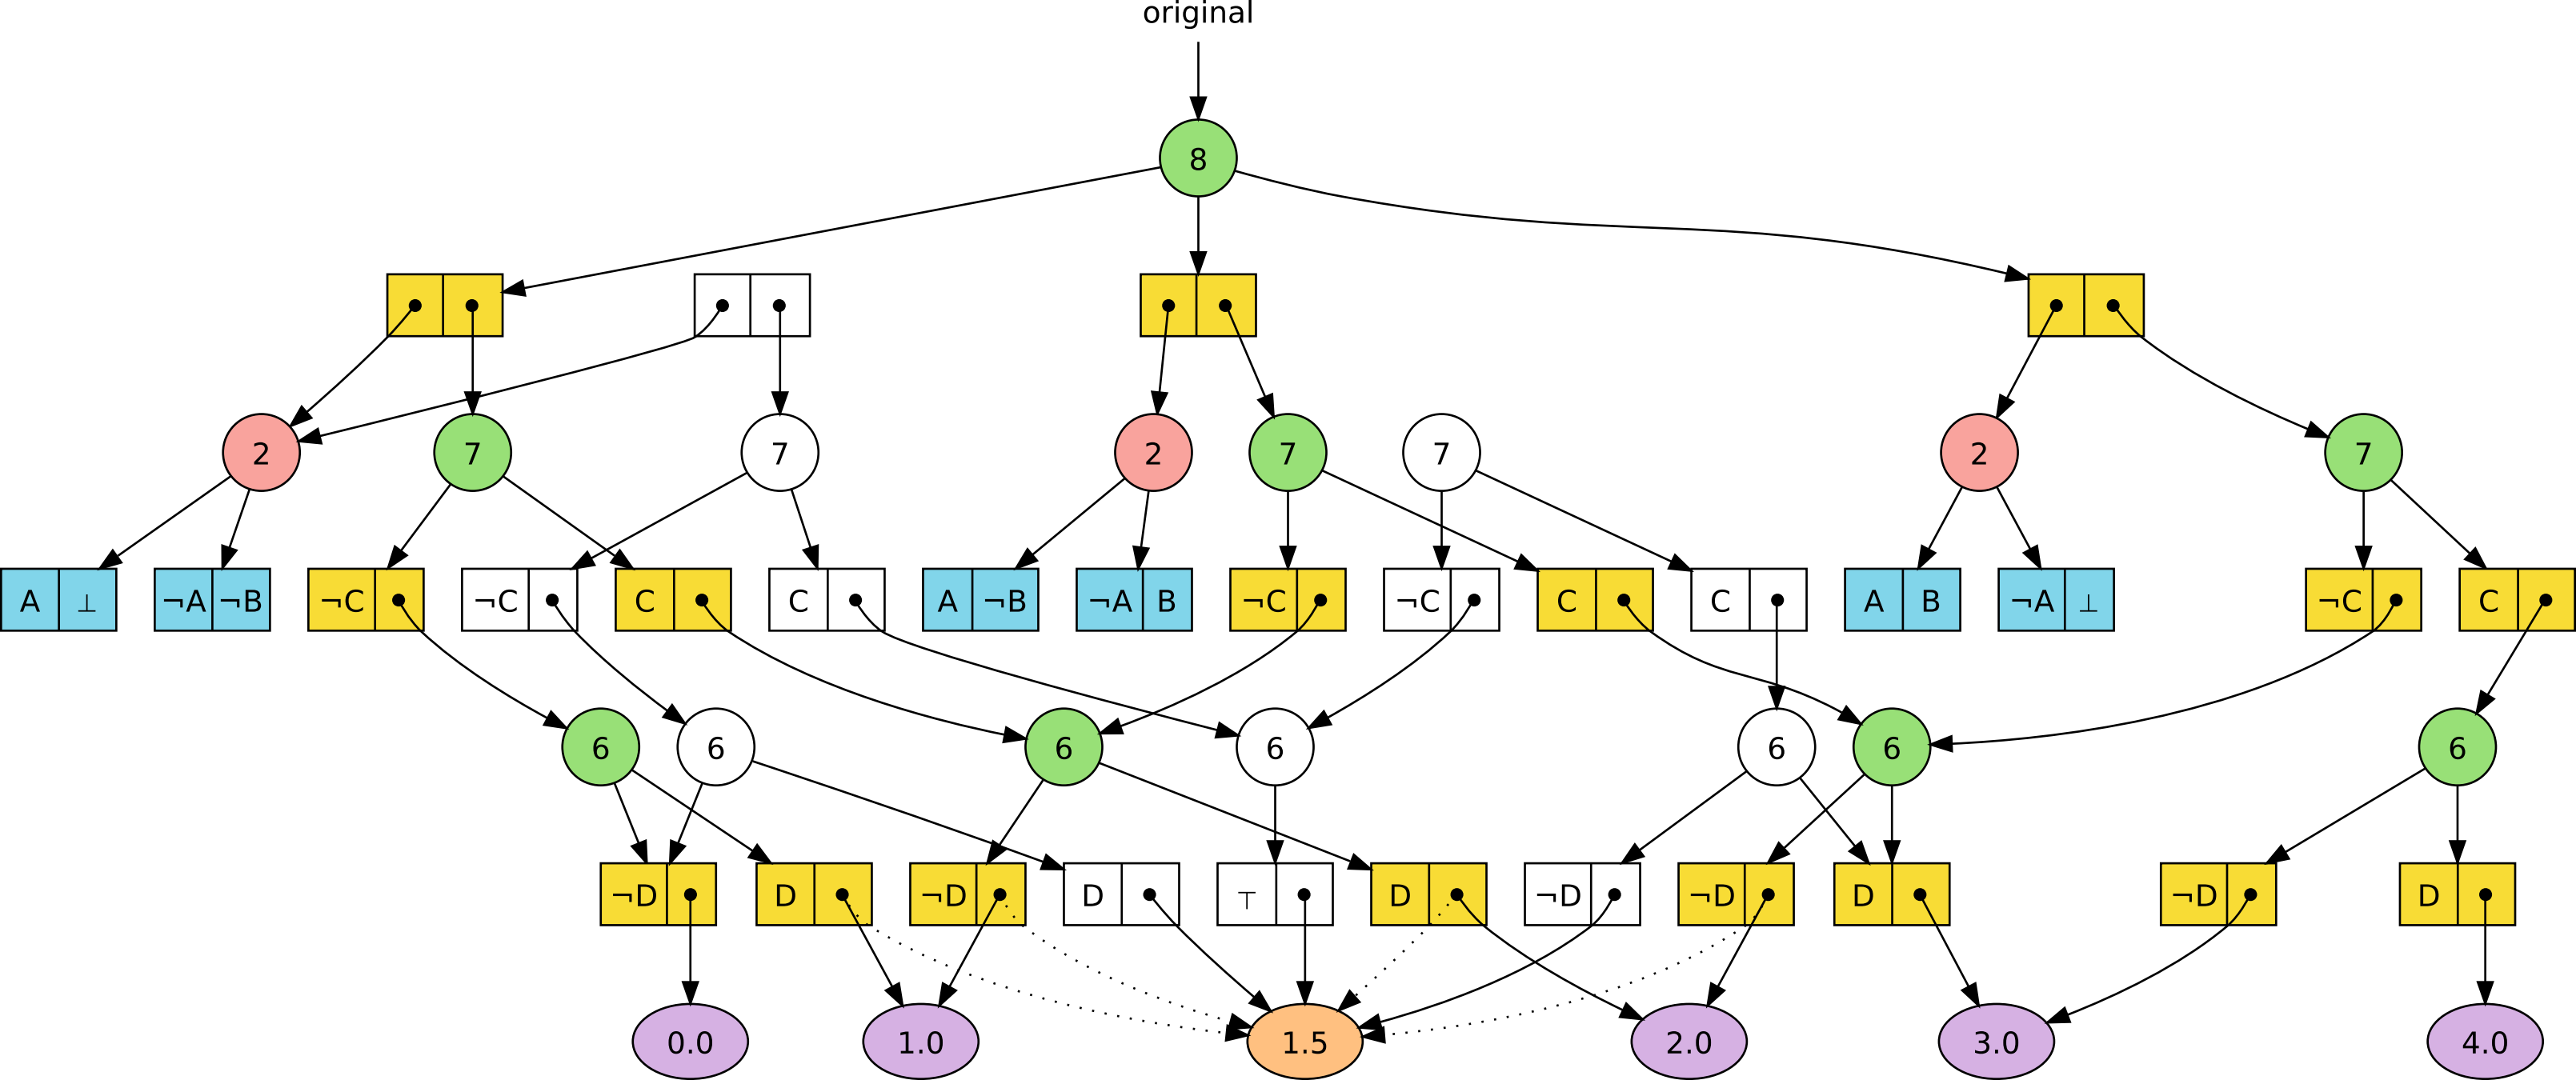 original
8
2 7 7 2 7 7 2 7
A ⊥ ¬A ¬B ¬C ¬C C C A ¬B ¬A B ¬C ¬C C C A B ¬A ⊥ ¬C C
6 6 6 6 6 6 6
¬D D ¬D D ⊤ D ¬D ¬D D ¬D D
0.0 1.0 1.5 2.0 3.0 4.0